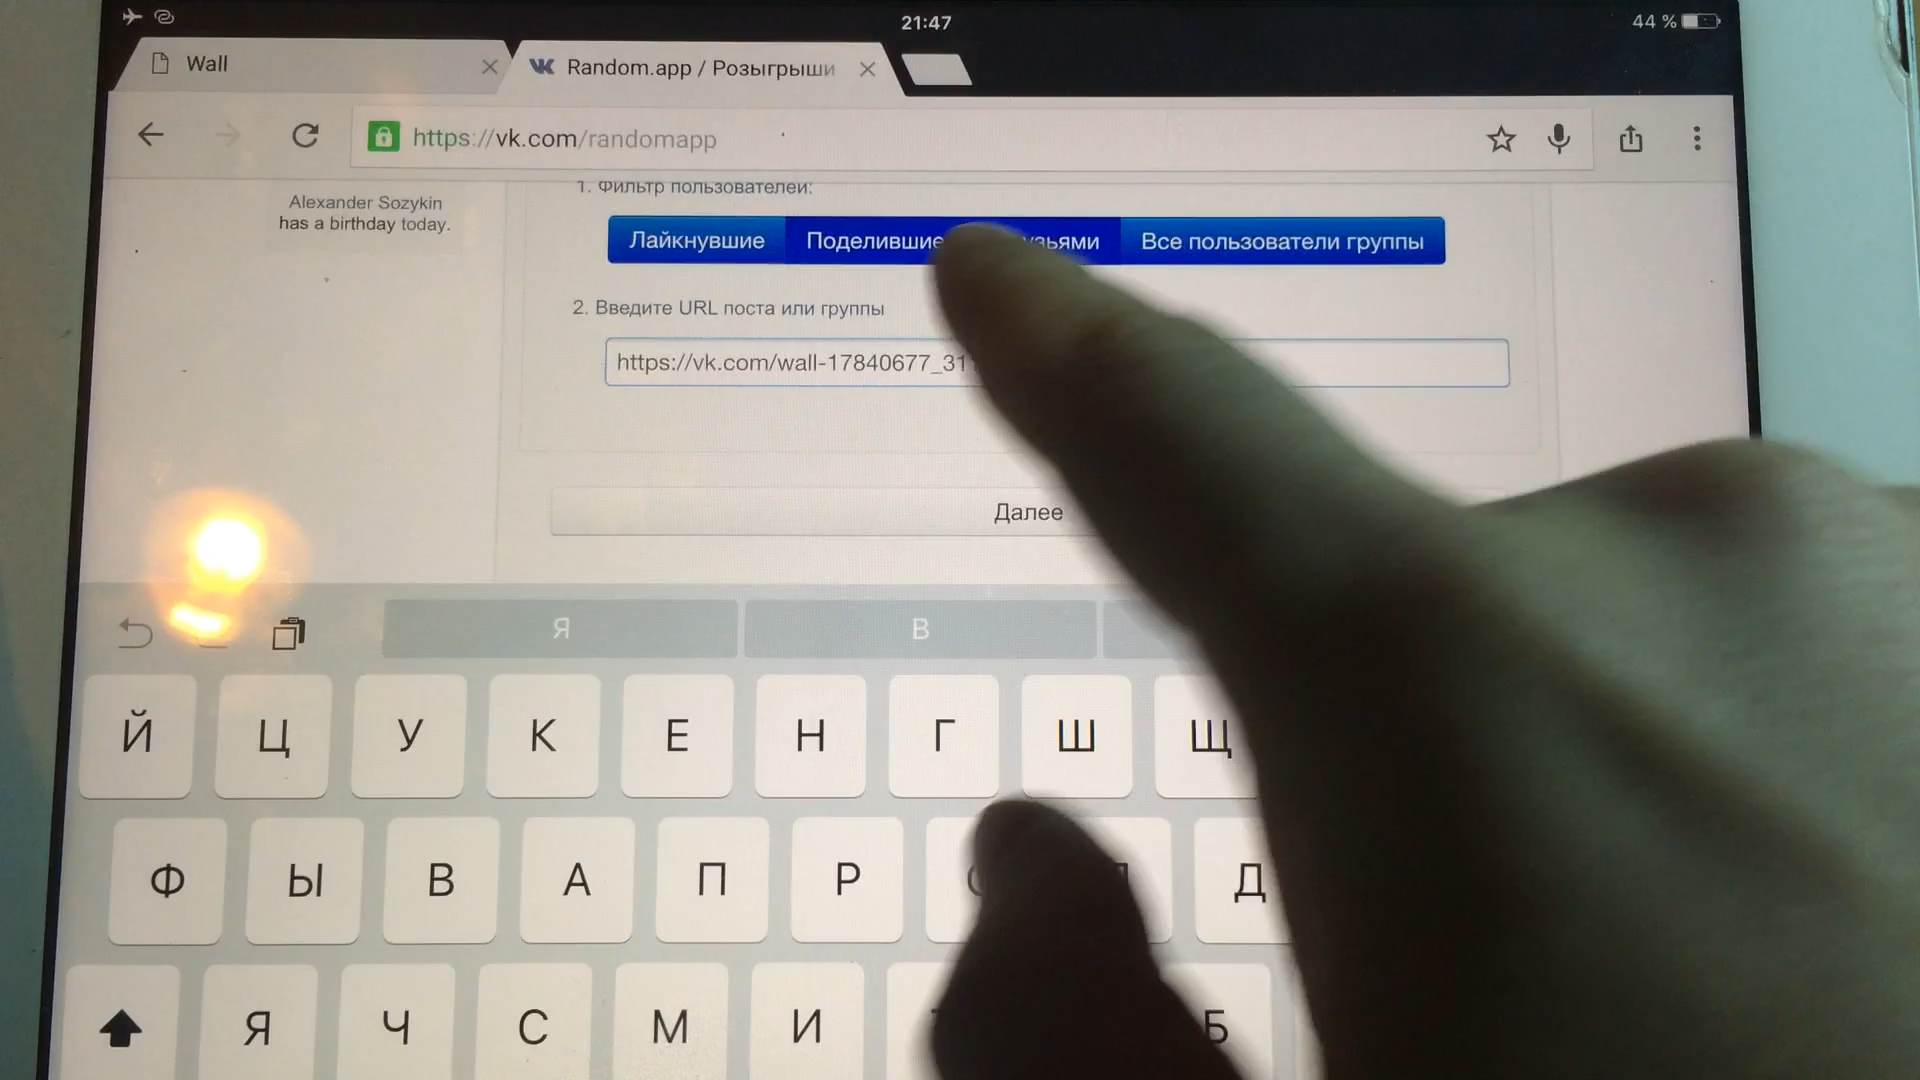 21:47
44 %
Wall
Random.app / Розыгрыши
https://vk.com/randomapp
Alexander Sozykin
has a birthday today.
1. Фильтр пользователей:
Лайкнувшие
Все пользователи группы
2. Введите URL поста или группы
https://vk.com/wall-17840677_31
Далее
Я В
Й Ц У К Е Н Г Ш Щ
Ф Ы В А П Р Д
Я Ч С М И Б